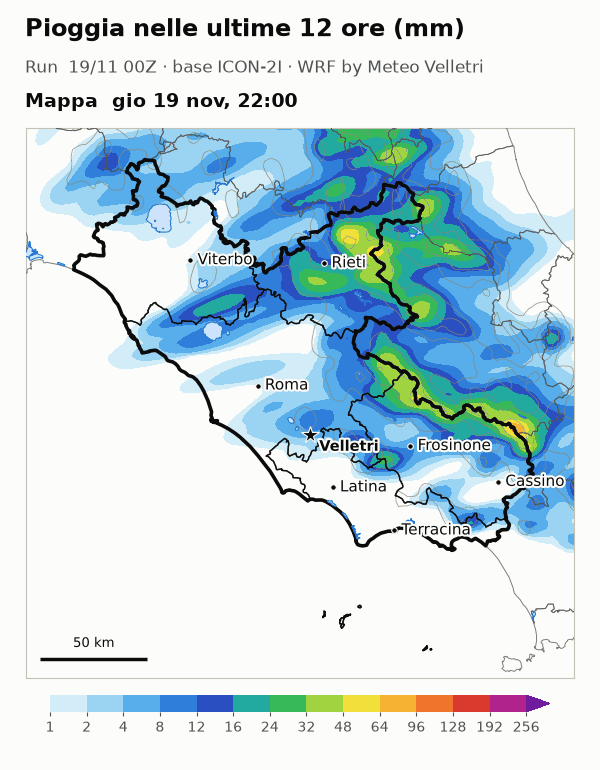 Pioggia nelle ultime 12 ore (mm)
Run 19/11 00Z · base ICON-2I · WRF by Meteo Velletri
Mappa gio 19 nov, 22:00
Viterbo
Rieti
Roma
Velletri
Frosinone
Latina
Cassino
Terracina
50 km
1 2 4 8 12 16 24 32 48 64 96 128 192 256